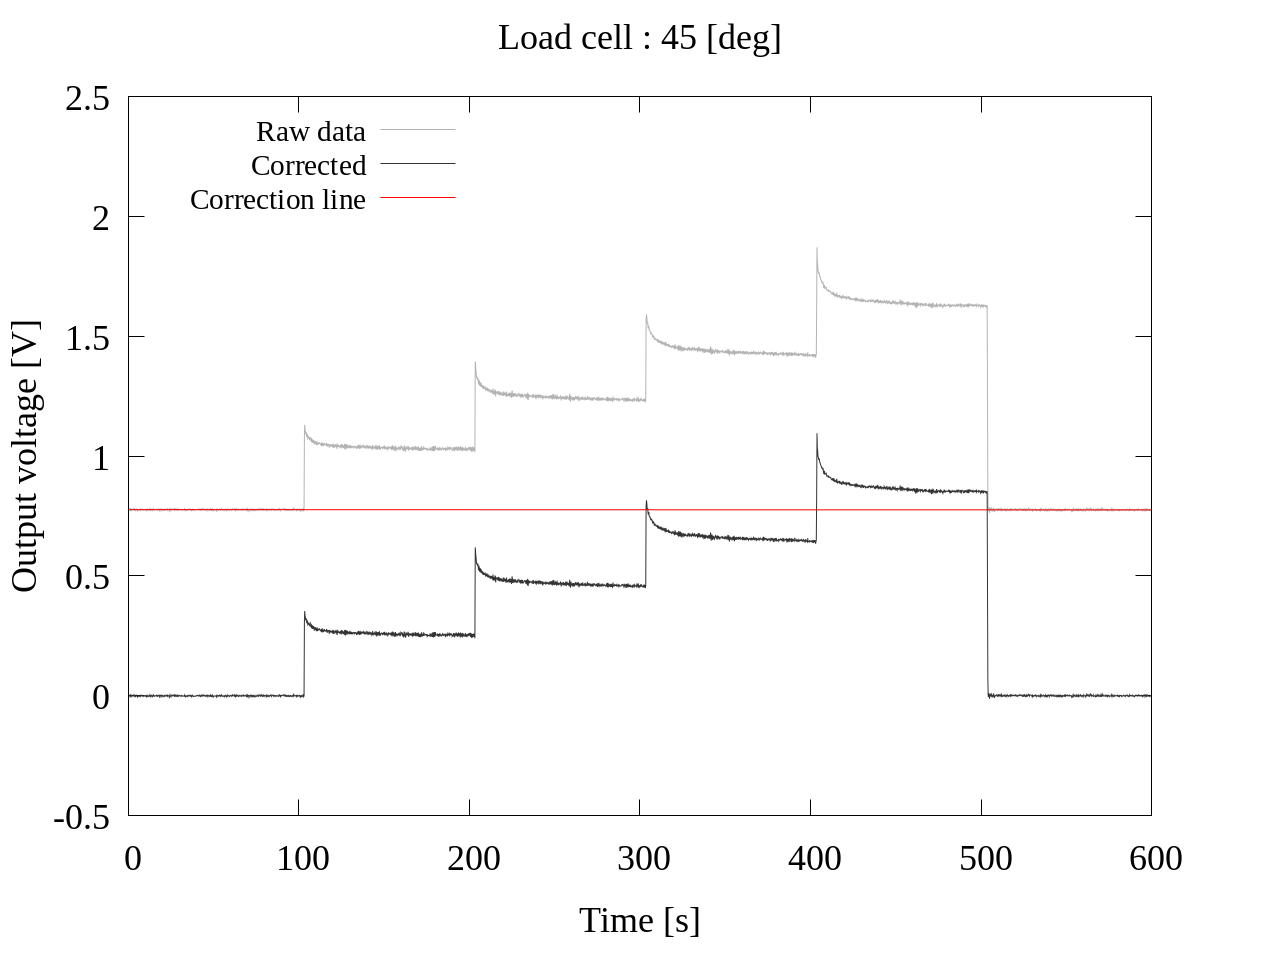 Load cell : 45 [deg]
2.5
2
1.5
1
0.5
0
-0.5
Raw data
Corrected
Correction line
Output voltage [V]
0 100 200 300 400 500 600
Time [s]